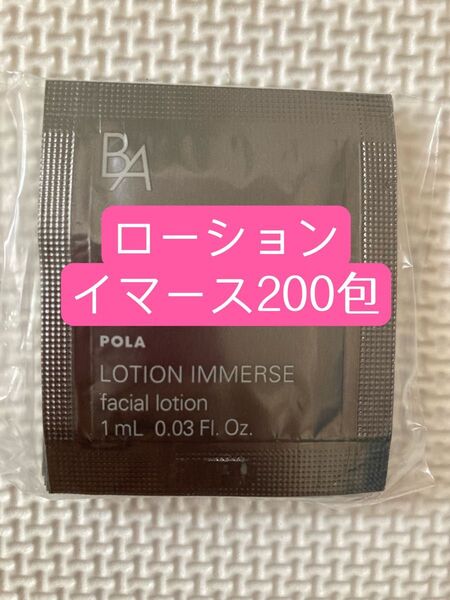 BA
ローション
イマース200包
POLA
LOTION IMMERSE
facial lotion
1 mL 0.03 Fl. Oz.